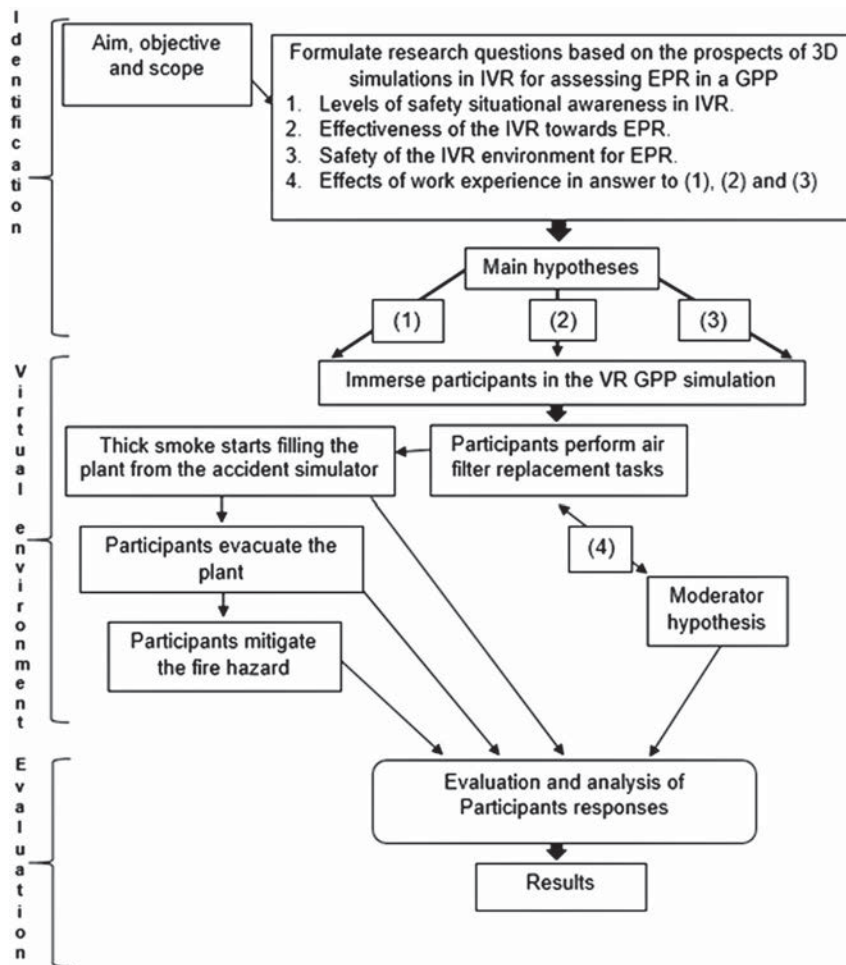 Identification
Aim, objective
and scope
Formulate research questions based on the prospects of 3D
simulations in IVR for assessing EPR in a GPP
1. Levels of safety situational awareness in IVR.
2. Effectiveness of the IVR towards EPR.
3. Safety of the IVR environment for EPR.
4. Effects of work experience in answer to (1), (2) and (3)
Main hypotheses
(1)
(2)
(3)
Virtual environment
Immerse participants in the VR GPP simulation
Participants perform air
filter replacement tasks
Thick smoke starts filling the
plant from the accident simulator
Participants evacuate the
plant
Participants mitigate
the fire hazard
(4)
Moderator
hypothesis
Evaluation
Evaluation and analysis of
Participants responses
Results